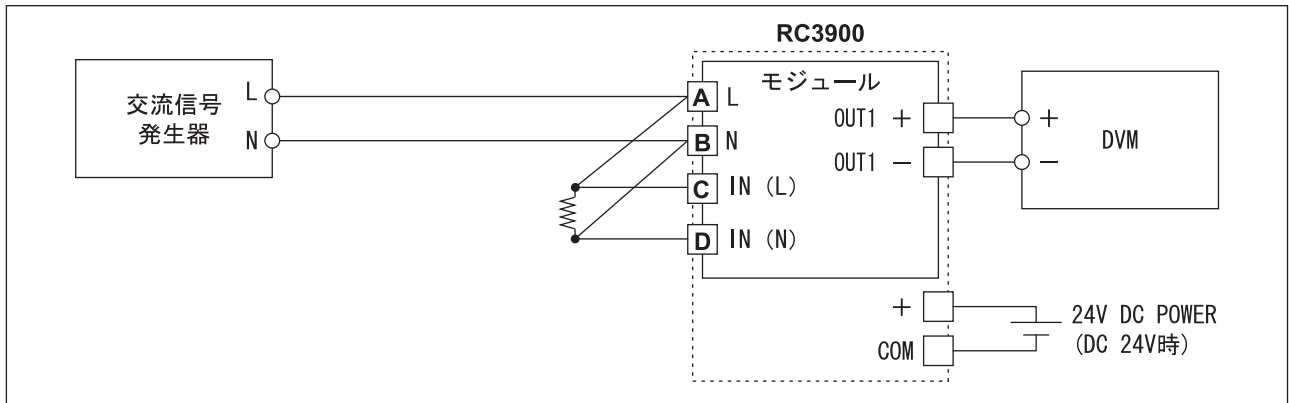 RC3900
モジュール
交流信号
発生器
L
N
A L
B N
C IN (L)
D IN (N)
OUT1 +
OUT1 −
+
−
DVM
+
COM
24V DC POWER
(DC 24V時)